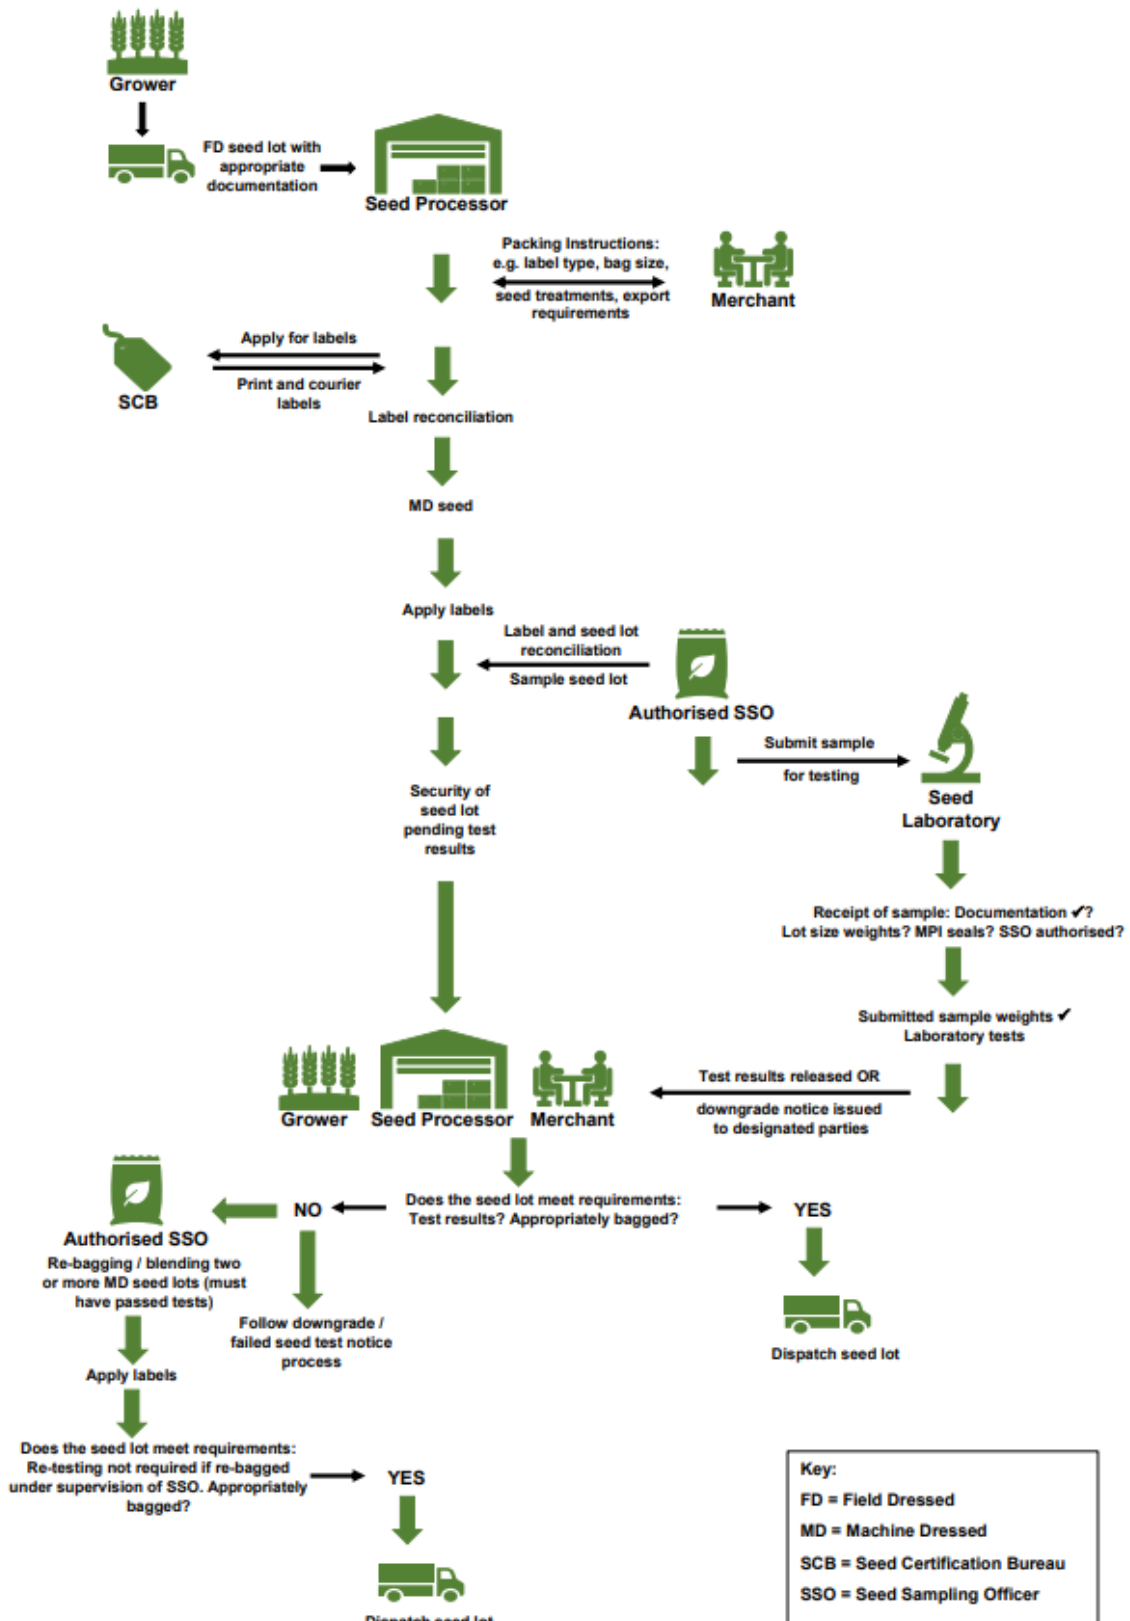 Grower
FD seed lot with
appropriate
documentation
Seed Processor
Packing Instructions:
e.g. label type, bag size,
seed treatments, export
requirements
Merchant
Apply for labels
Print and courier
labels
SCB
Label reconciliation
MD seed
Apply labels
Label and seed lot
reconciliation
Sample seed lot
Authorised SSO
Submit sample
for testing
Seed
Laboratory
Security of
seed lot
pending test
results
Receipt of sample: Documentation ✔?
Lot size weights? MPI seals? SSO authorised?
Submitted sample weights ✔
Laboratory tests
Test results released OR
downgrade notice issued
to designated parties
Grower
Seed Processor
Merchant
Does the seed lot meet requirements:
Test results? Appropriately bagged?
NO
YES
Authorised SSO
Re-bagging / blending two
or more MD seed lots (must
have passed tests)
Follow downgrade /
failed seed test notice
process
Dispatch seed lot
Apply labels
Does the seed lot meet requirements:
Re-testing not required if re-bagged
under supervision of SSO. Appropriately
bagged?
YES
Dispatch seed lot
Key:
FD = Field Dressed
MD = Machine Dressed
SCB = Seed Certification Bureau
SSO = Seed Sampling Officer